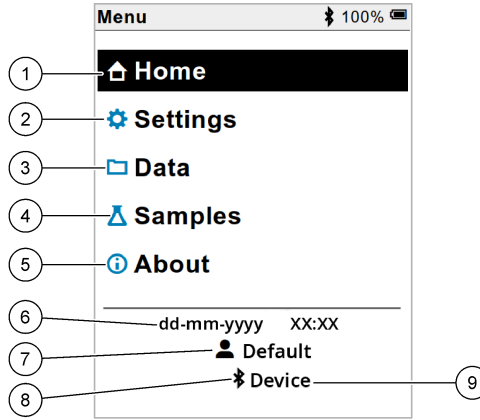 Menu 100%
1 Home
2 Settings
3 Data
4 Samples
5 About
6 dd-mm-yyyy XX:XX
7 Default
8 Device 9